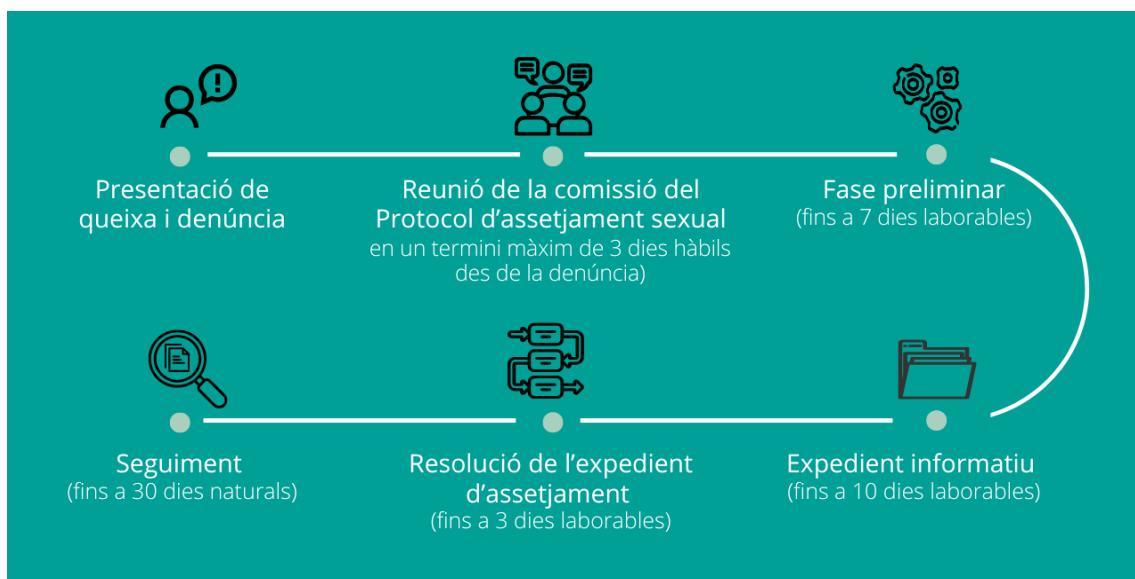 Presentació de
queixa i denúncia
Reunió de la comissió del
Protocol d'assetjament sexual
en un termini màxim de 3 dies hàbils
des de la denúncia)
Fase preliminar
(fins a 7 dies laborables)
Expedient informatiu
(fins a 10 dies laborables)
Resolució de l'expedient
d'assetjament
(fins a 3 dies laborables)
Seguiment
(fins a 30 dies naturals)